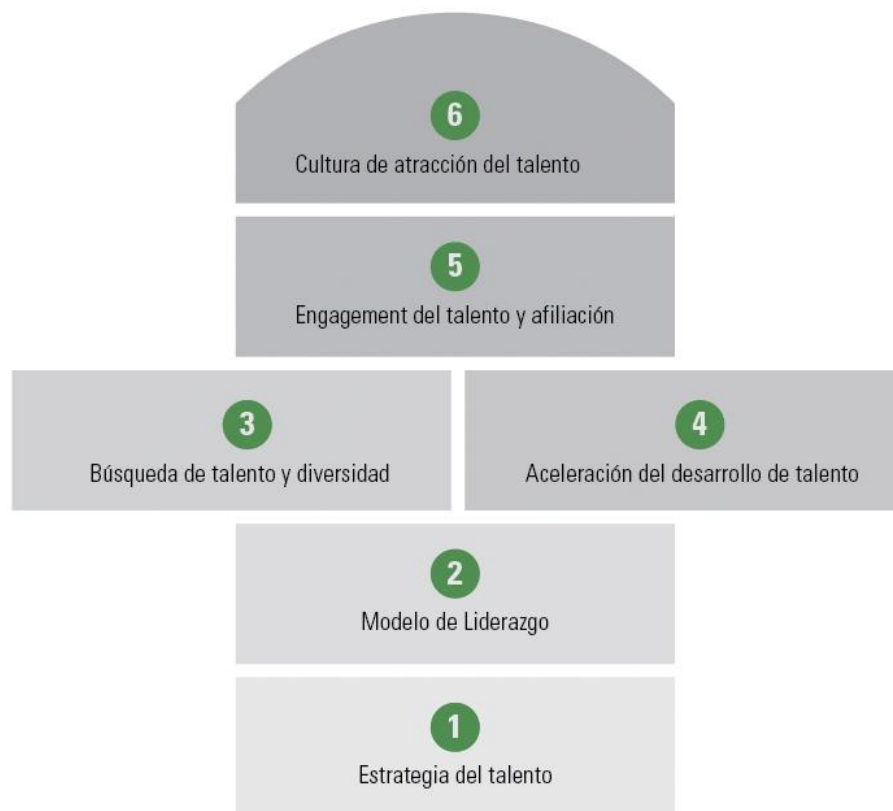 6
Cultura de atracción del talento
5
Engagement del talento y afiliación
3
Búsqueda de talento y diversidad
4
Aceleración del desarrollo de talento
2
Modelo de Liderazgo
1
Estrategia del talento